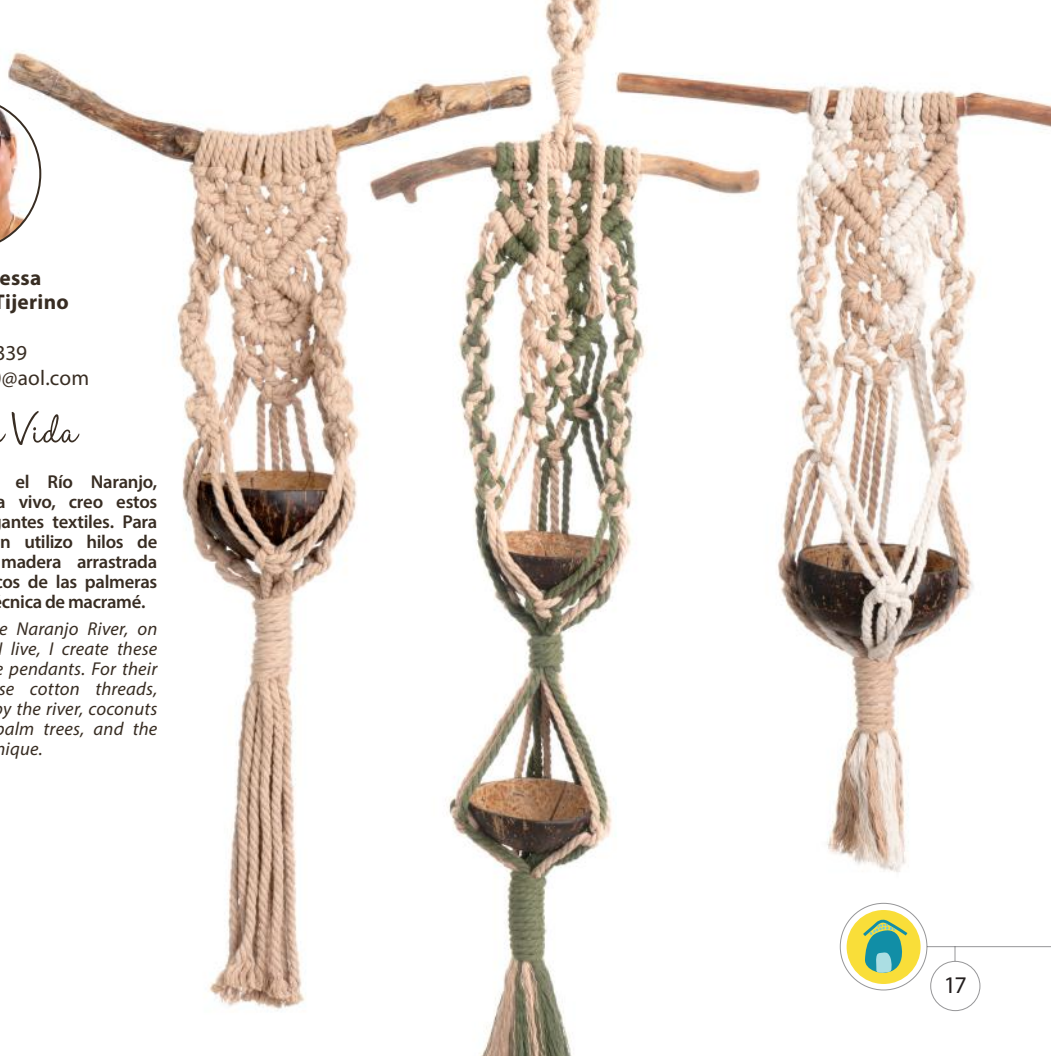 essa
Tijerino
339
@aol.com
Vida
el Río Naranjo,
vivo, creo estos
gantes textiles. Para
n utilizo hilos de
madera arrastrada
cos de las palmeras
écnica de macramé.
e Naranjo River, on
I live, I create these
e pendants. For their
se cotton threads,
by the river, coconuts
palm trees, and the
nique.
17